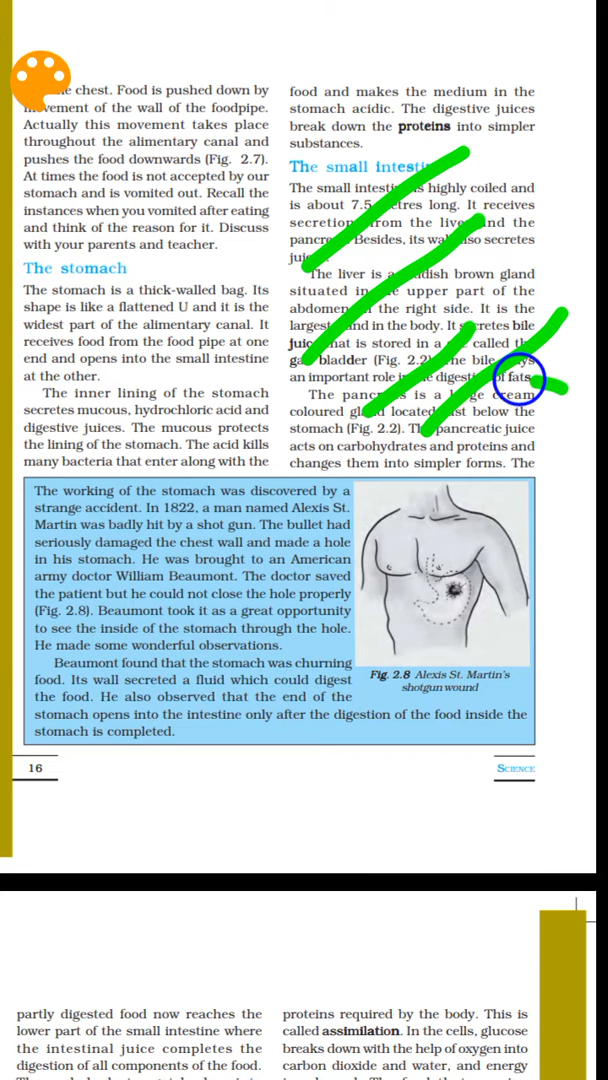 chest. Food is pushed down by
movement of the wall of the foodpipe.
Actually this movement takes place
throughout the alimentary canal and
pushes the food downwards (Fig. 2.7).
At times the food is not accepted by our
stomach and is vomited out. Recall the
instances when you vomited after eating
and think of the reason for it. Discuss
with your parents and teacher.
The stomach
The stomach is a thick-walled bag. Its
shape is like a flattened U and it is the
widest part of the alimentary canal. It
receives food from the food pipe at one
end and opens into the small intestine
at the other.
The inner lining of the stomach
secretes mucous, hydrochloric acid and
digestive juices. The mucous protects
the lining of the stomach. The acid kills
many bacteria that enter along with the
food and makes the medium in the
stomach acidic. The digestive juices
break down the proteins into simpler
substances.
The small intestine
The small intestine is highly coiled and
is about 7.5 metres long. It receives
secretions from the liver and the
pancreas. Besides, its wall also secretes
juices.
The liver is a reddish brown gland
situated in the upper part of the
abdomen on the right side. It is the
largest gland in the body. It secretes bile
juice that is stored in a sac called the
gall bladder (Fig. 2.2). The bile plays
an important role in the digestion of fats.
The pancreas is a large cream
coloured gland located just below the
stomach (Fig. 2.2). The pancreatic juice
acts on carbohydrates and proteins and
changes them into simpler forms. The
The working of the stomach was discovered by a
strange accident. In 1822, a man named Alexis St.
Martin was badly hit by a shot gun. The bullet had
seriously damaged the chest wall and made a hole
in his stomach. He was brought to an American
army doctor William Beaumont. The doctor saved
the patient but he could not close the hole properly
(Fig. 2.8). Beaumont took it as a great opportunity
to see the inside of the stomach through the hole.
He made some wonderful observations.
Beaumont found that the stomach was churning
food. Its wall secreted a fluid which could digest
the food. He also observed that the end of the
stomach opens into the intestine only after the digestion of the food inside the
stomach is completed.
Fig. 2.8 Alexis St. Martin's
shotgun wound
16
SCIENCE
partly digested food now reaches the
lower part of the small intestine where
the intestinal juice completes the
digestion of all components of the food.
proteins required by the body. This is
called assimilation. In the cells, glucose
breaks down with the help of oxygen into
carbon dioxide and water, and energy